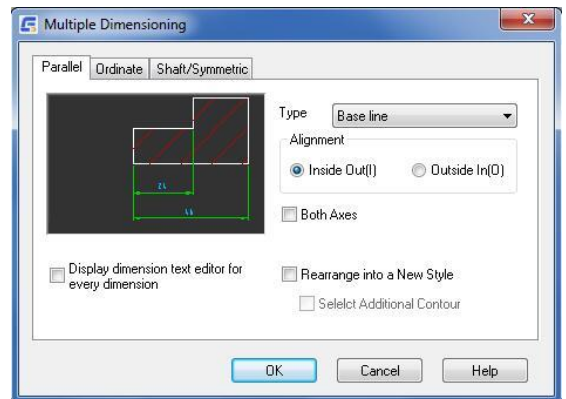 Multiple Dimensioning
Parallel Ordinate Shaft/Symmetric
Type Base line
Alignment
Inside Out(I) Outside In(O)
Both Axes
Display dimension text editor for
every dimension
Rearrange into a New Style
Selelct Additional Contour
OK Cancel Help